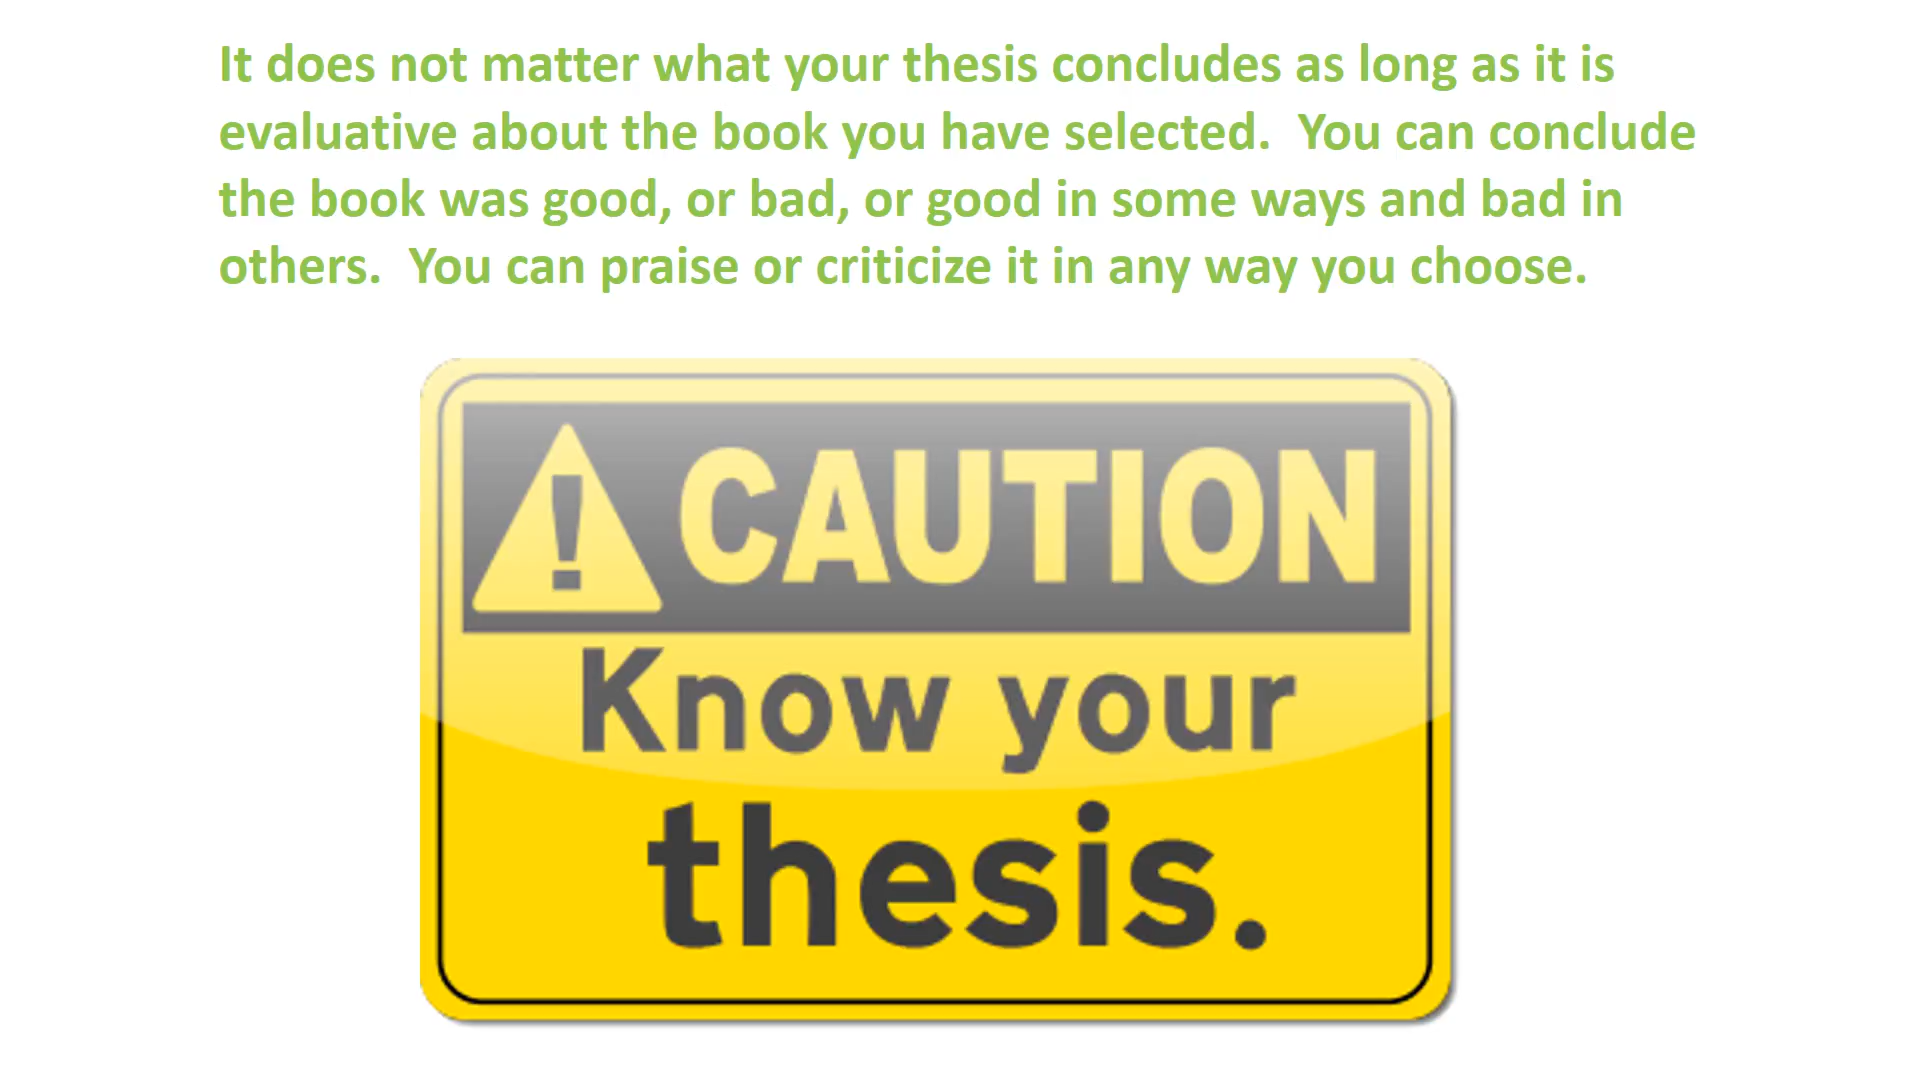 It does not matter what your thesis concludes as long as it is
evaluative about the book you have selected.  You can conclude
the book was good, or bad, or good in some ways and bad in
others.  You can praise or criticize it in any way you choose.
! CAUTION
Know your
thesis.